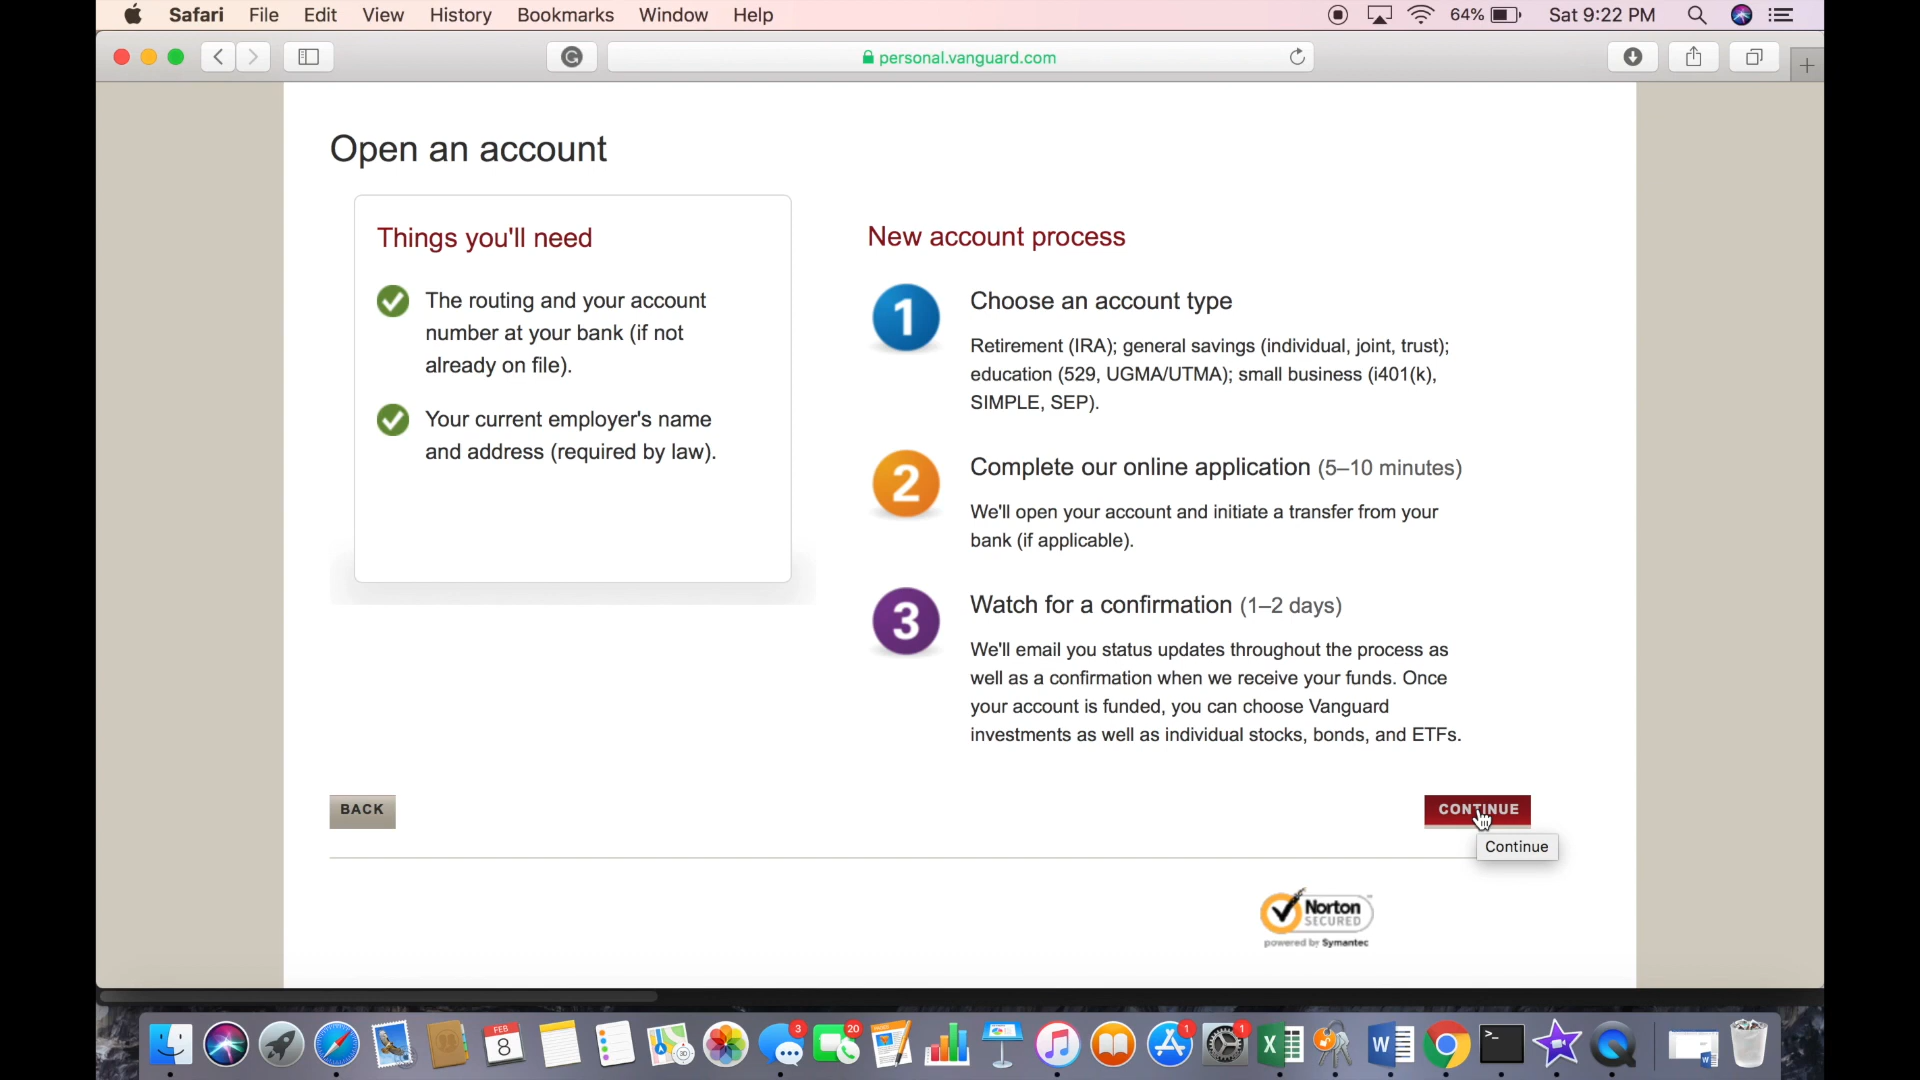 Safari File Edit View History Bookmarks Window Help 64% Sat 9:22 PM
personal.vanguard.com
Open an account
Things you'll need
The routing and your account
number at your bank (if not
already on file).
Your current employer's name
and address (required by law).
New account process
1
Choose an account type
Retirement (IRA); general savings (individual, joint, trust);
education (529, UGMA/UTMA); small business (i401(k),
SIMPLE, SEP).
2
Complete our online application (5–10 minutes)
We'll open your account and initiate a transfer from your
bank (if applicable).
3
Watch for a confirmation (1–2 days)
We'll email you status updates throughout the process as
well as a confirmation when we receive your funds. Once
your account is funded, you can choose Vanguard
investments as well as individual stocks, bonds, and ETFs.
BACK
CONTINUE
Continue
Norton
SECURED
powered by Symantec
FEB
8
3
20
1
1